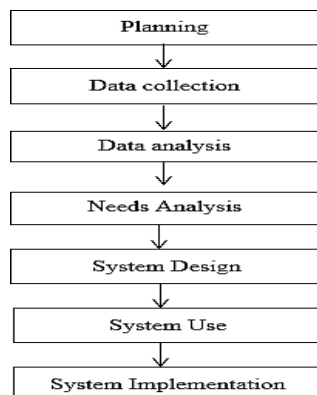 Planning
Data collection
Data analysis
Needs Analysis
System Design
System Use
System Implementation